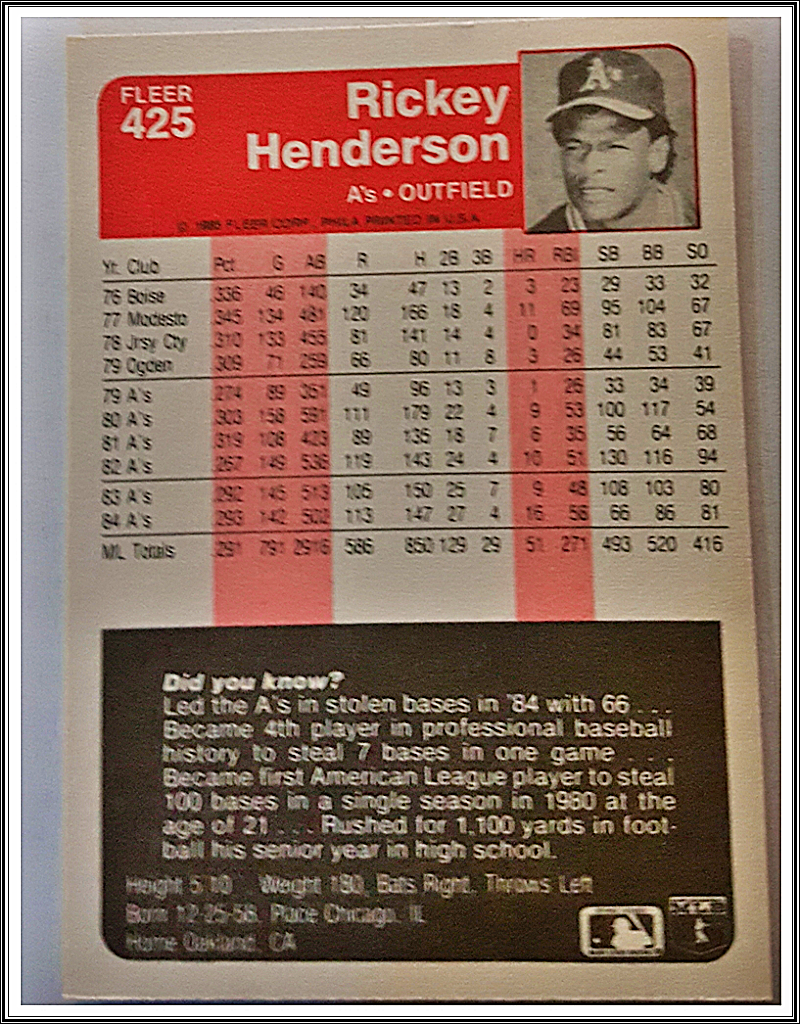 FLEER
425
Rickey
Henderson
A's • OUTFIELD
© 1985 FLEER CORP. PHILA PRINTED IN U.S.A.
Yr. Club Pct G AB R H 2B 3B HR RBI SB BB SO
76 Boise .336 46 140 34 47 13 2 3 23 29 33 32
77 Modesto .345 134 481 120 166 18 4 11 69 95 104 67
78 Jrsy Cty .310 133 455 81 141 14 4 0 34 81 83 67
79 Ogden .309 71 259 66 80 11 8 3 26 44 53 41
79 A's .274 89 351 49 96 13 3 1 26 33 34 39
80 A's .303 158 591 111 179 22 4 9 53 100 117 54
81 A's .319 108 423 89 135 18 7 6 35 56 64 68
82 A's .267 149 536 119 143 24 4 10 51 130 116 94
83 A's .292 145 513 105 150 25 7 9 48 108 103 80
84 A's .293 142 502 113 147 27 4 16 58 66 86 81
ML Totals .291 791 2916 586 850 129 29 51 271 493 520 416
Did you know?
Led the A's in stolen bases in '84 with 66 . . .
Became 4th player in professional baseball
history to steal 7 bases in one game . . .
Became first American League player to steal
100 bases in a single season in 1980 at the
age of 21 . . . Rushed for 1,100 yards in foot-
ball his senior year in high school.
Height 5-10 Weight 180, Bats Right, Throws Left
Born 12-25-58, Place Chicago, IL
Home Oakland, CA